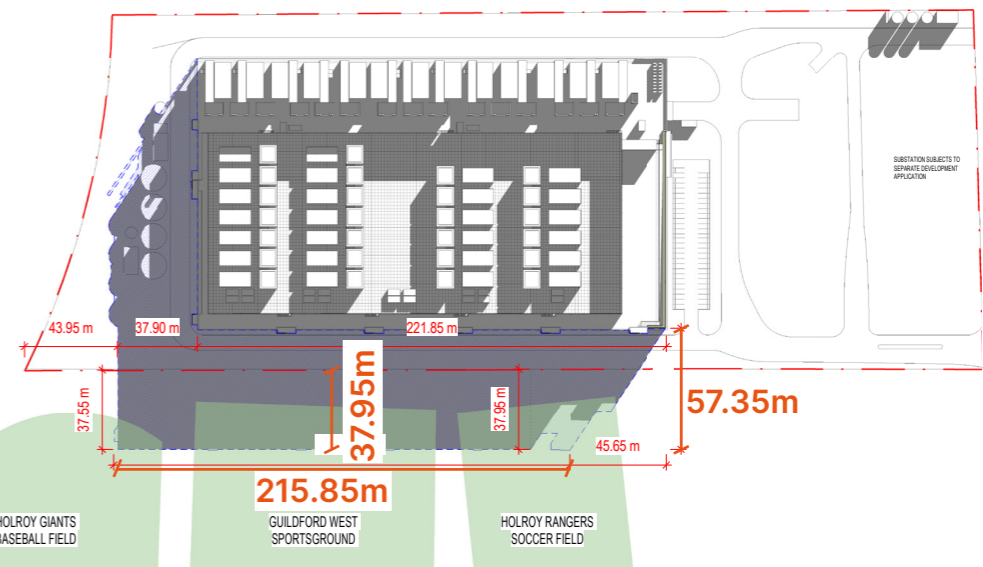 SUBSTATION SUBJECTS TO
SEPARATE DEVELOPMENT
APPLICATION
43.95 m
37.90 m
221.85 m
37.55 m
37.95m
37.95 m
57.35m
45.65 m
215.85m
HOLROY GIANTS
BASEBALL FIELD
GUILDFORD WEST
SPORTSGROUND
HOLROY RANGERS
SOCCER FIELD